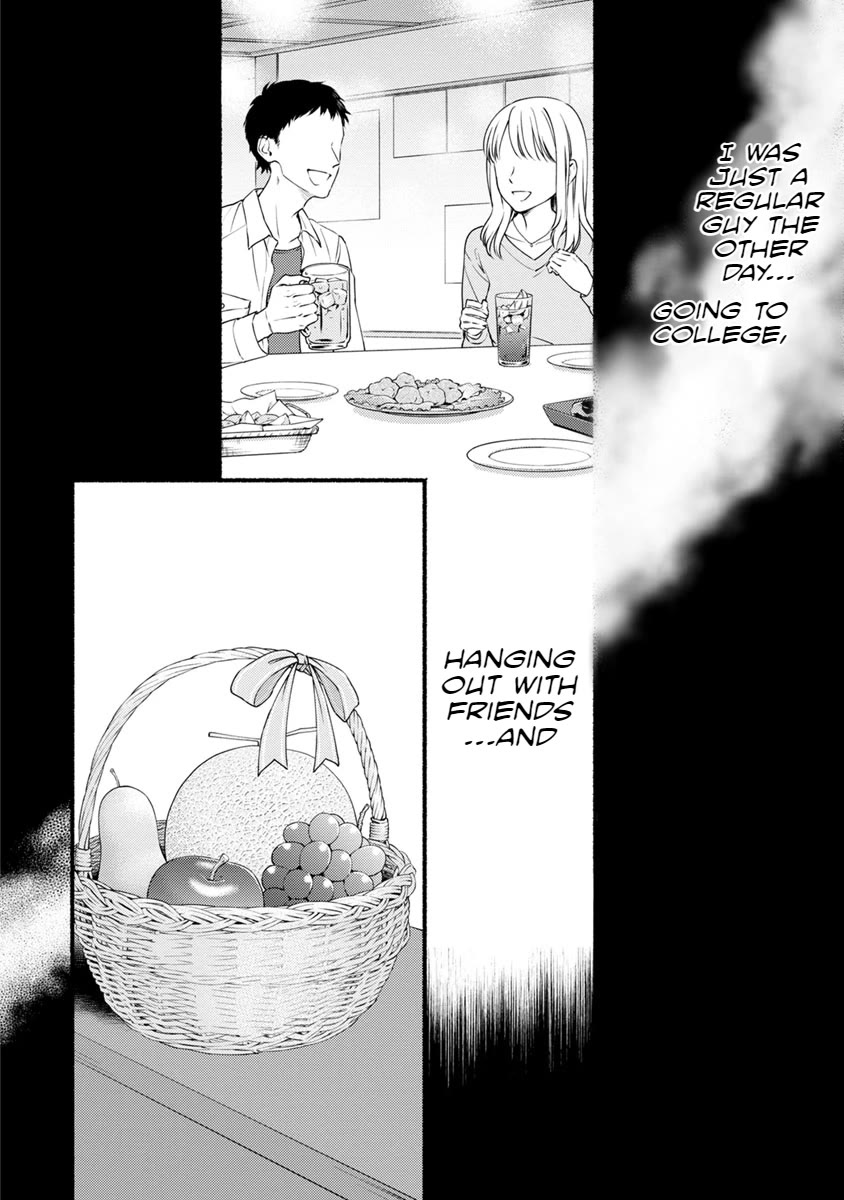 I WAS
JUST A
REGULAR
GUY THE
OTHER
DAY...
GOING TO
COLLEGE,
HANGING
OUT WITH
FRIENDS
...AND